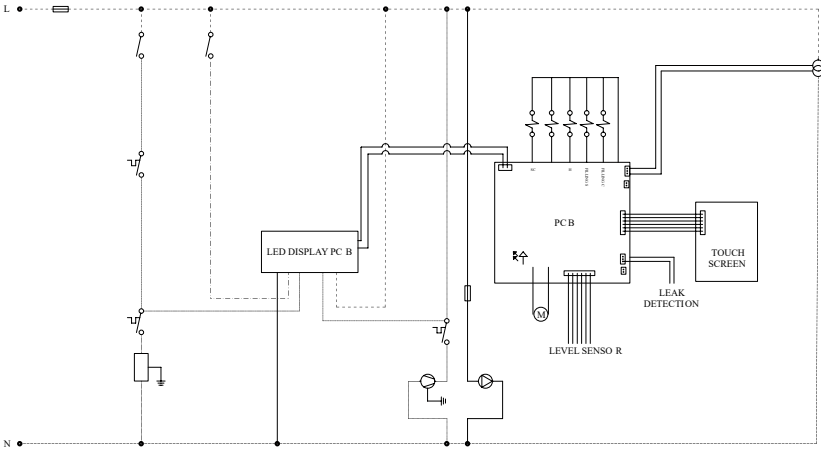 L
LED DISPLAY PC B
PC B
TOUCH
SCREEN
LEAK
DETECTION
M
LEVEL SENSO R
N